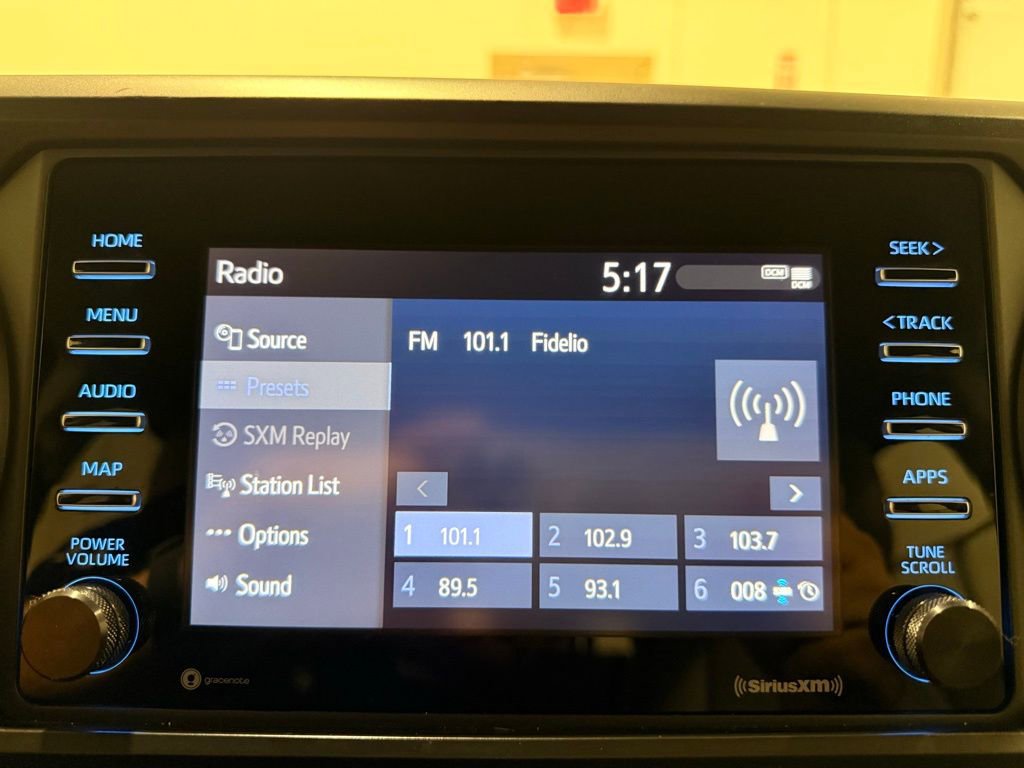 HOME
MENU
AUDIO
MAP
POWER
VOLUME
Radio
5:17
DCM
DCM
Source
Presets
SXM Replay
Station List
Options
Sound
FM 101.1 Fidelio
<
>
1 101.1
2 102.9
3 103.7
4 89.5
5 93.1
6 008
SEEK >
< TRACK
PHONE
APPS
TUNE
SCROLL
gracenote
SiriusXM